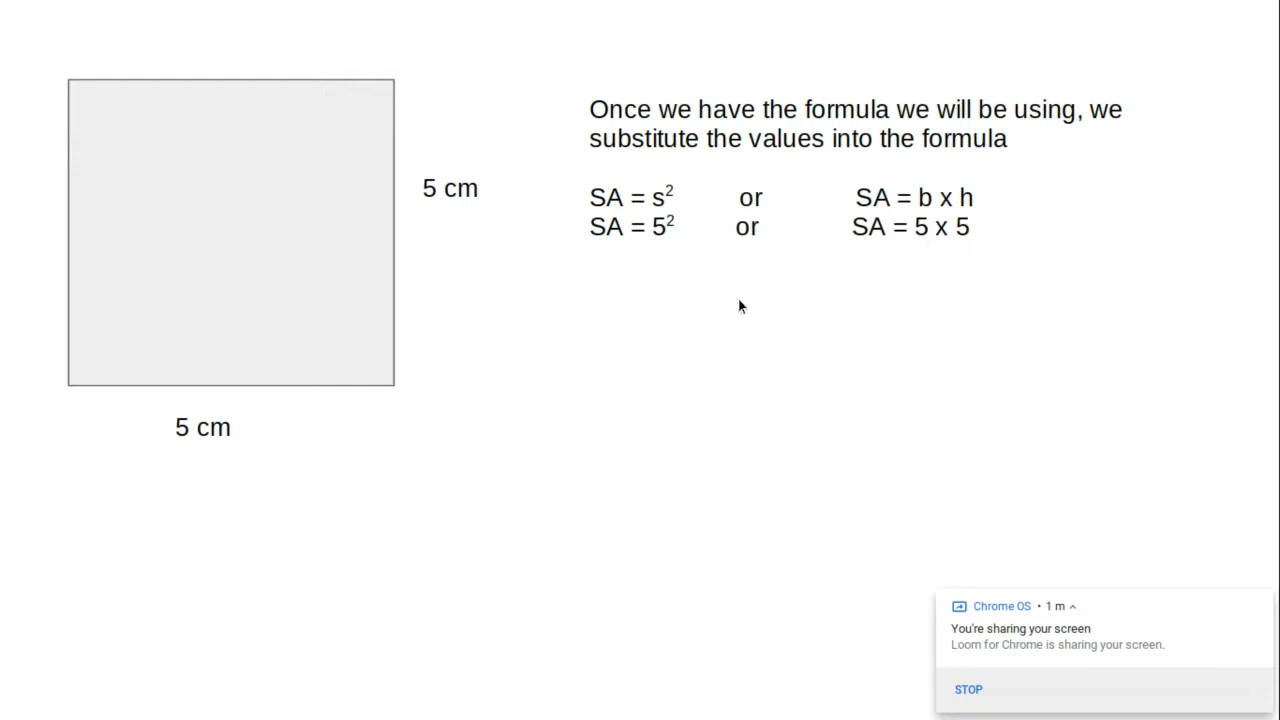 Once we have the formula we will be using, we
substitute the values into the formula
5 cm
SA = s² or SA = b x h
SA = 5² or SA = 5 x 5
5 cm
Chrome OS • 1 m
You're sharing your screen
Loom for Chrome is sharing your screen.
STOP